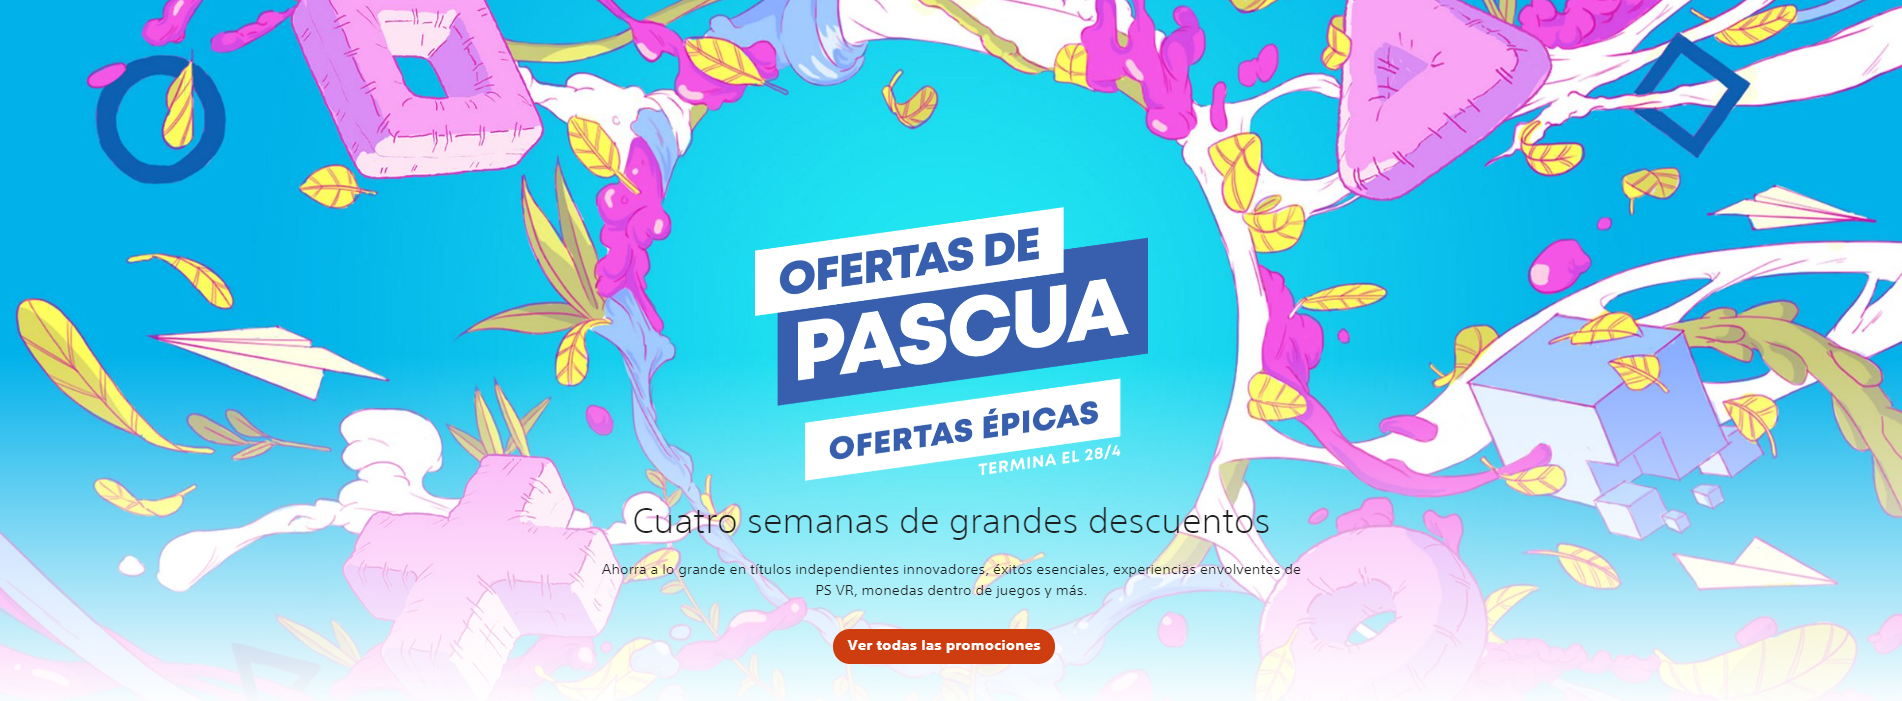 OFERTAS DE
PASCUA
OFERTAS ÉPICAS
TERMINA EL 28/4
Cuatro semanas de grandes descuentos
Ahorra a lo grande en títulos independientes innovadores, éxitos esenciales, experiencias envolventes de
PS VR, monedas dentro de juegos y más.
Ver todas las promociones